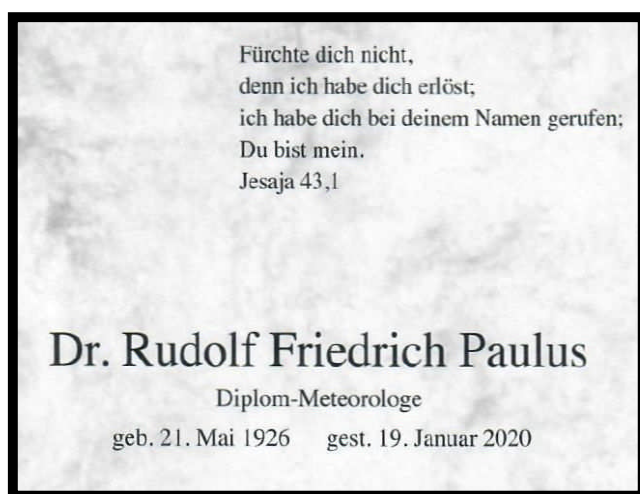 Fürchte dich nicht,
denn ich habe dich erlöst;
ich habe dich bei deinem Namen gerufen;
Du bist mein.
Jesaja 43,1
Dr. Rudolf Friedrich Paulus
Diplom-Meteorologe
geb. 21. Mai 1926 gest. 19. Januar 2020